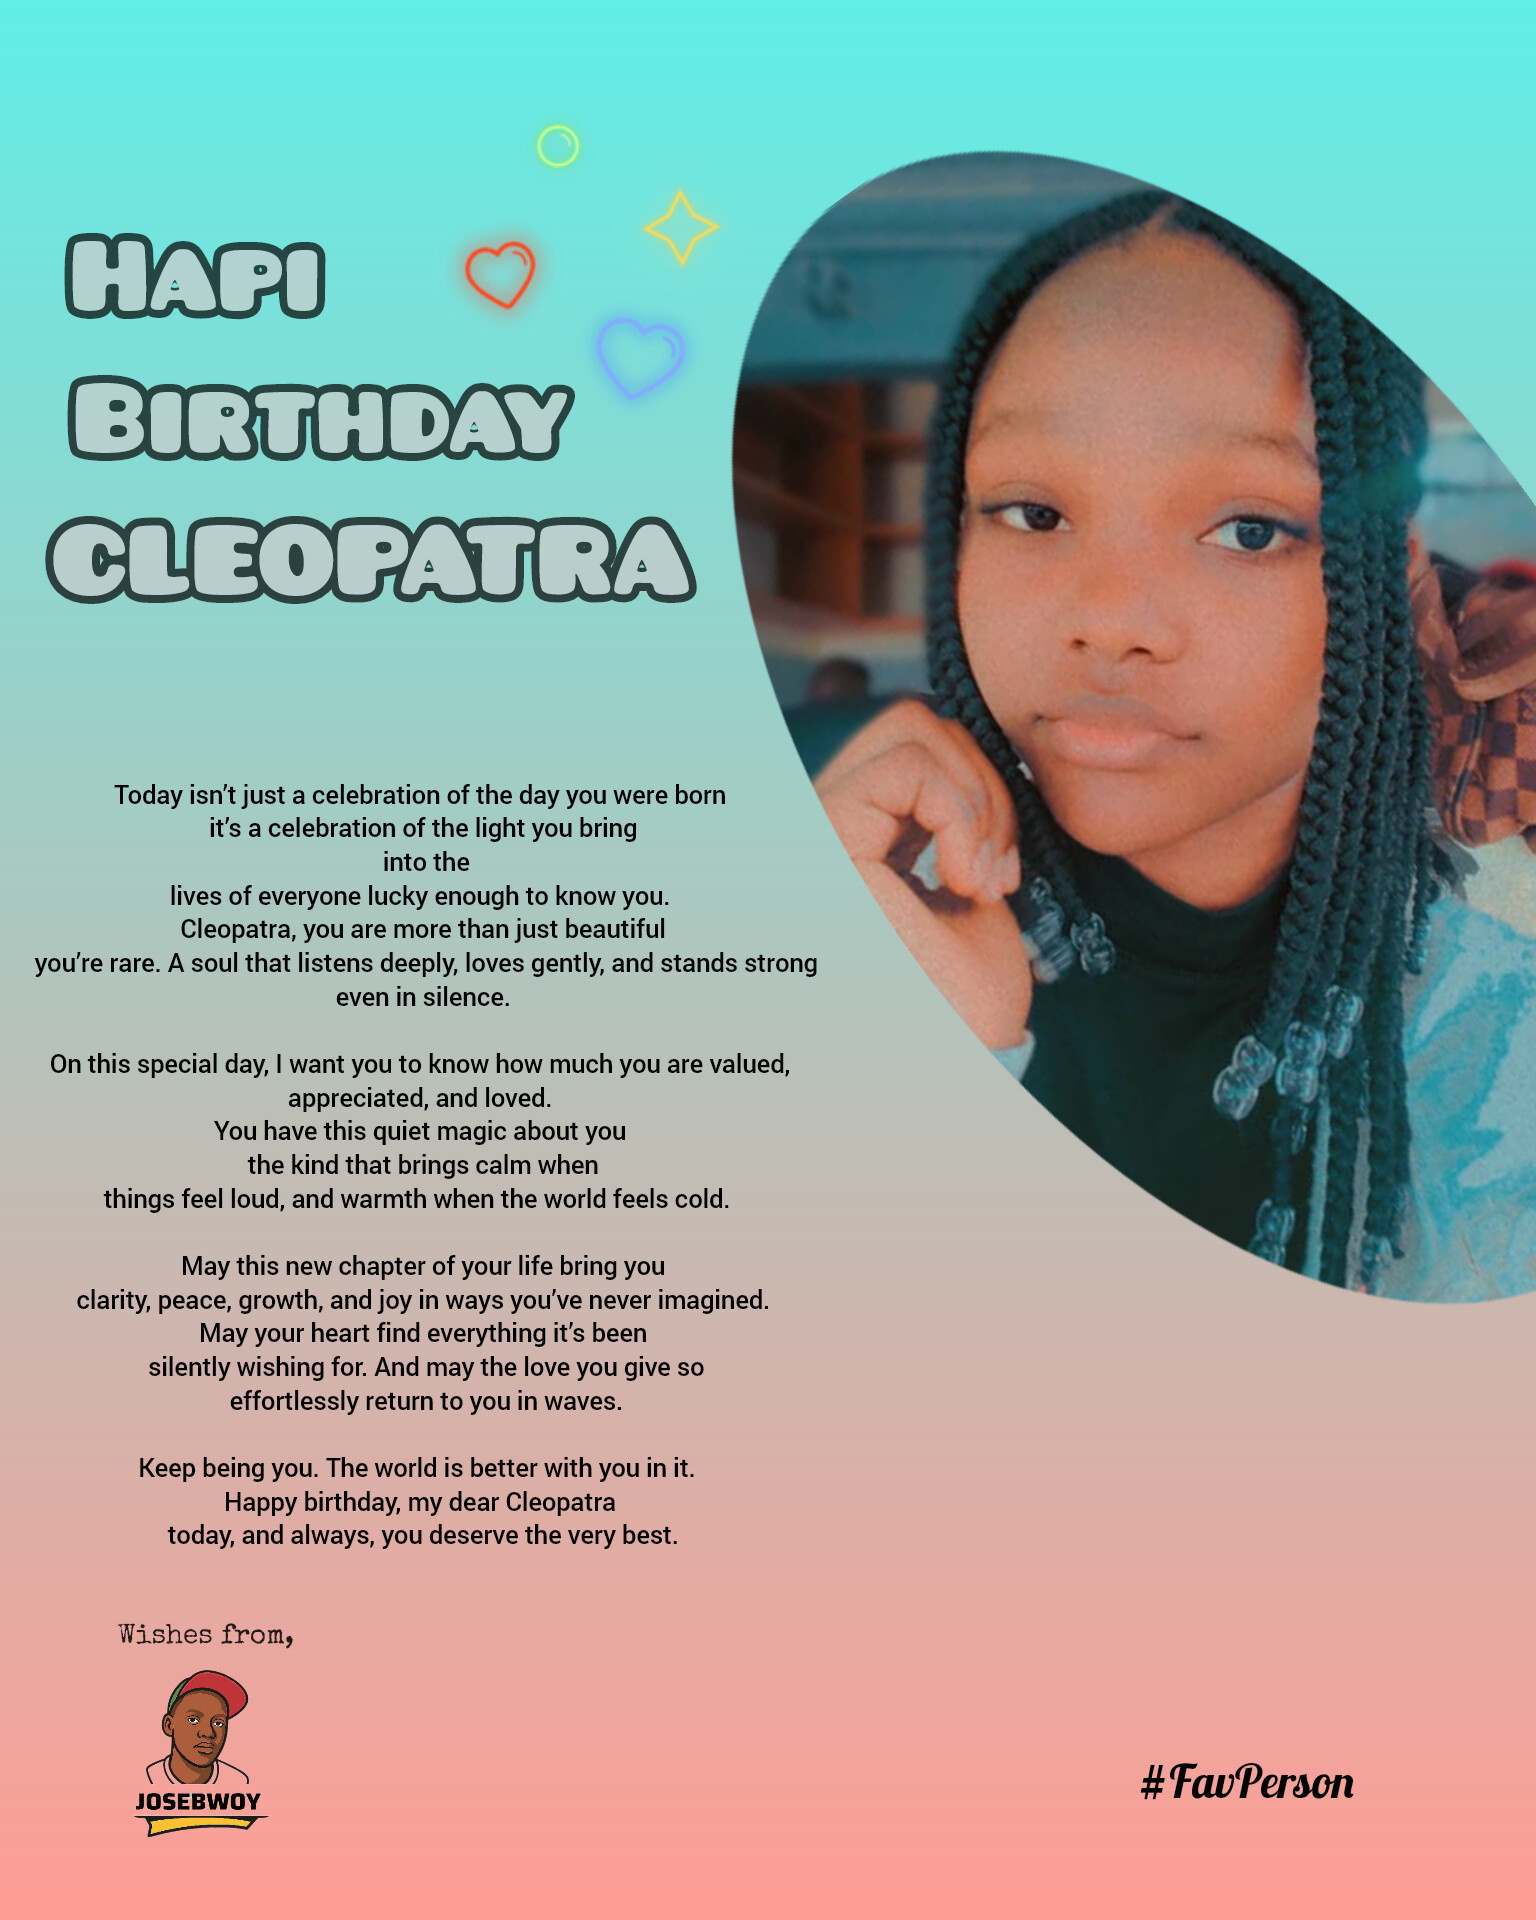 HAPI
BIRTHDAY
CLEOPATRA
Today isn’t just a celebration of the day you were born
it’s a celebration of the light you bring
into the
lives of everyone lucky enough to know you.
Cleopatra, you are more than just beautiful
you’re rare. A soul that listens deeply, loves gently, and stands strong
even in silence.
On this special day, I want you to know how much you are valued,
appreciated, and loved.
You have this quiet magic about you
the kind that brings calm when
things feel loud, and warmth when the world feels cold.
May this new chapter of your life bring you
clarity, peace, growth, and joy in ways you’ve never imagined.
May your heart find everything it’s been
silently wishing for. And may the love you give so
effortlessly return to you in waves.
Keep being you. The world is better with you in it.
Happy birthday, my dear Cleopatra
today, and always, you deserve the very best.
Wishes from,
JOSEBWOY
#FavPerson